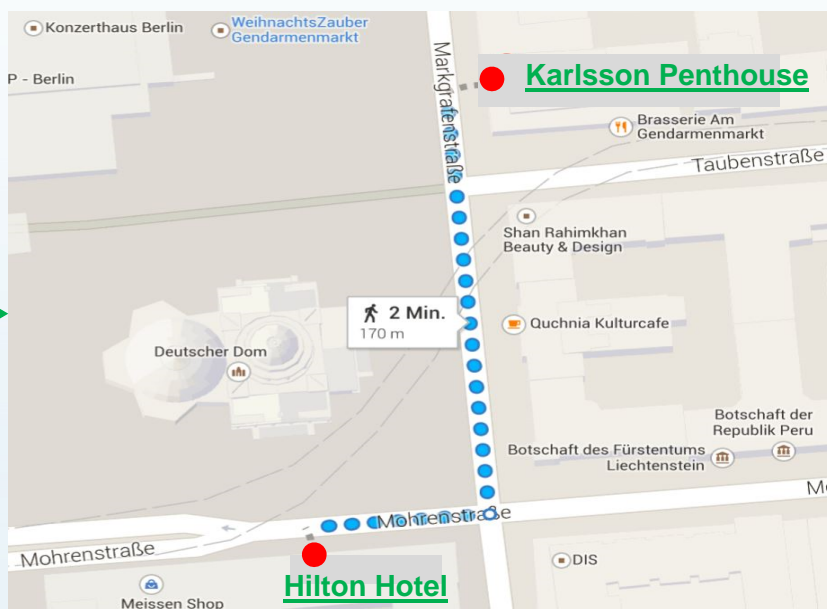 Konzerthaus Berlin
WeihnachtsZauber
Gendarmenmarkt
P - Berlin
Markgrafenstraße
Karlsson Penthouse
Brasserie Am
Gendarmenmarkt
Taubenstraße
Shan Rahimkhan
Beauty & Design
2 Min.
170 m
Quchnia Kulturcafe
Deutscher Dom
Botschaft der
Republik Peru
Botschaft des Fürstentums
Liechtenstein
Mo
Mohrenstraße
Mohrenstraße
Hilton Hotel
DIS
Meissen Shop